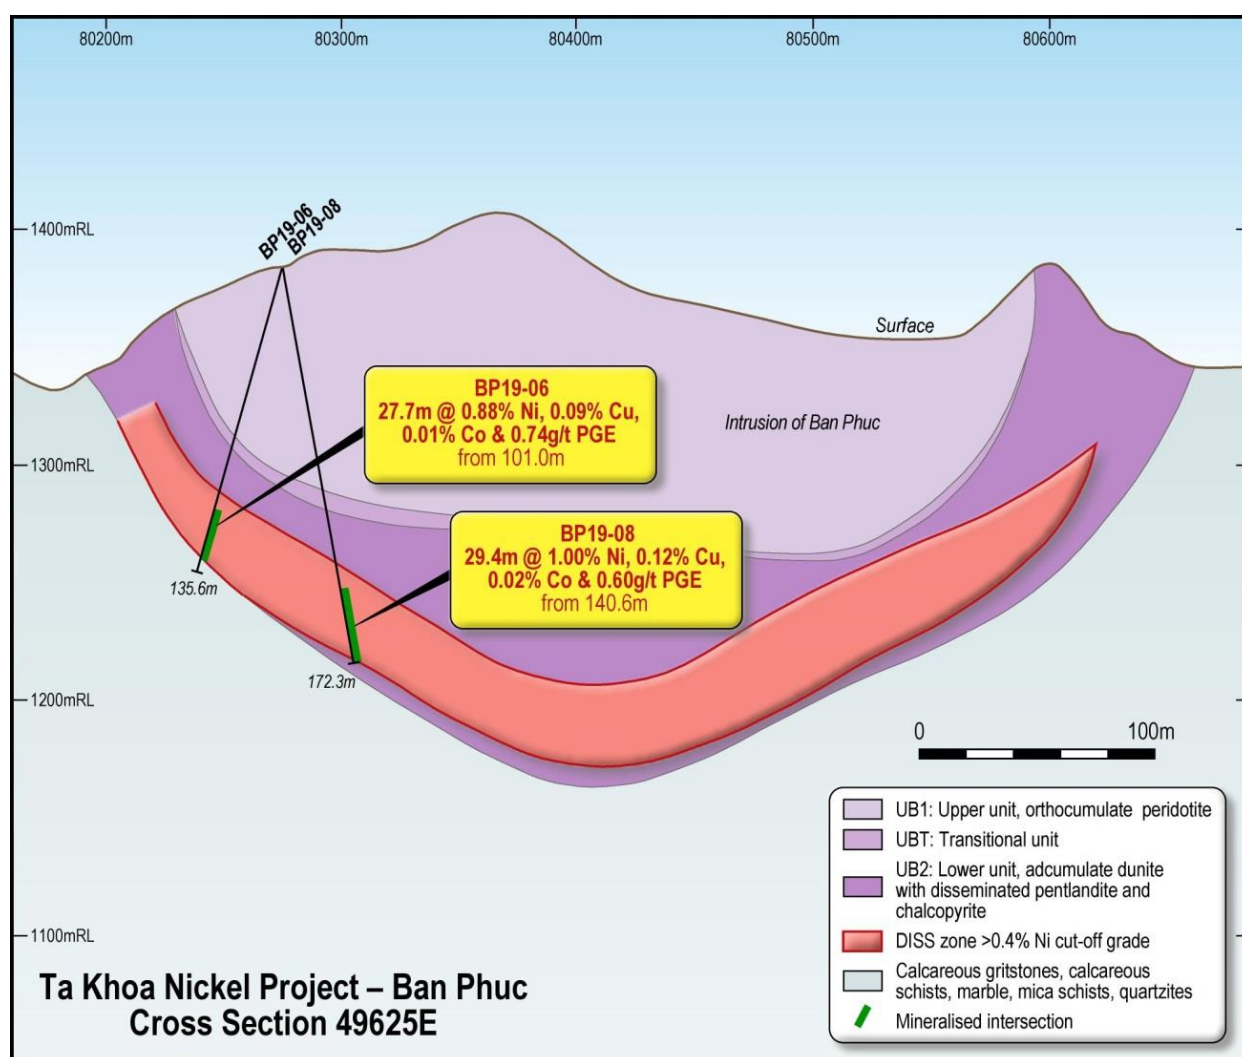 80200m
80300m
80400m
80500m
80600m
1400mRL
BP19-06
BP19-08
Surface
BP19-06
27.7m @ 0.88% Ni, 0.09% Cu,
0.01% Co & 0.74g/t PGE
from 101.0m
Intrusion of Ban Phuc
1300mRL
BP19-08
29.4m @ 1.00% Ni, 0.12% Cu,
0.02% Co & 0.60g/t PGE
from 140.6m
135.6m
172.3m
1200mRL
0
100m
UB1: Upper unit, orthocumulate peridotite
UBT: Transitional unit
UB2: Lower unit, adcumulate dunite
with disseminated pentlandite and
chalcopyrite
DISS zone >0.4% Ni cut-off grade
Calcareous gritstones, calcareous
schists, marble, mica schists, quartzites
Mineralised intersection
1100mRL
Ta Khoa Nickel Project – Ban Phuc
Cross Section 49625E